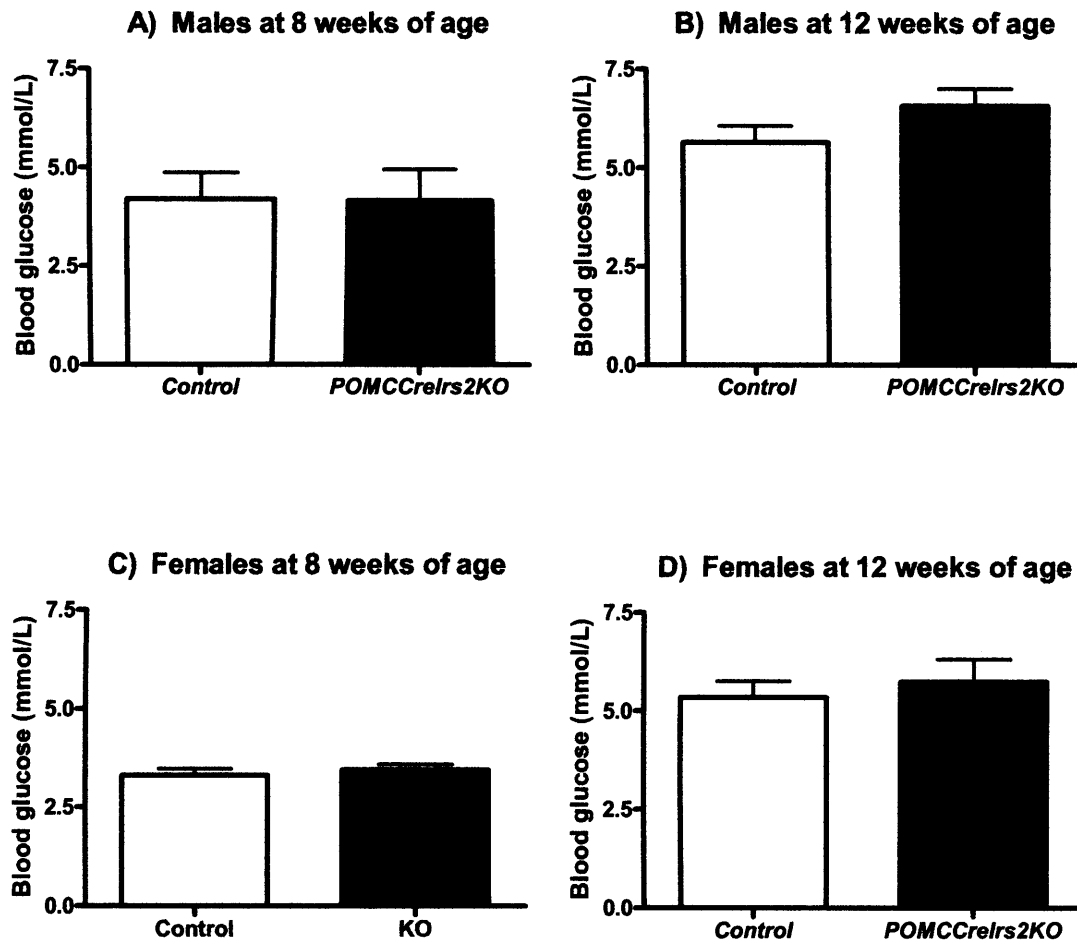 A) Males at 8 weeks of age
Blood glucose (mmol/L)
7.5
5.0
2.5
0.0
Control POMCCreIrs2KO
B) Males at 12 weeks of age
Blood glucose (mmol/L)
7.5
5.0
2.5
0.0
Control POMCCreIrs2KO
C) Females at 8 weeks of age
Blood glucose (mmol/L)
7.5
5.0
2.5
0.0
Control KO
D) Females at 12 weeks of age
Blood glucose (mmol/L)
7.5
5.0
2.5
0.0
Control POMCCreIrs2KO